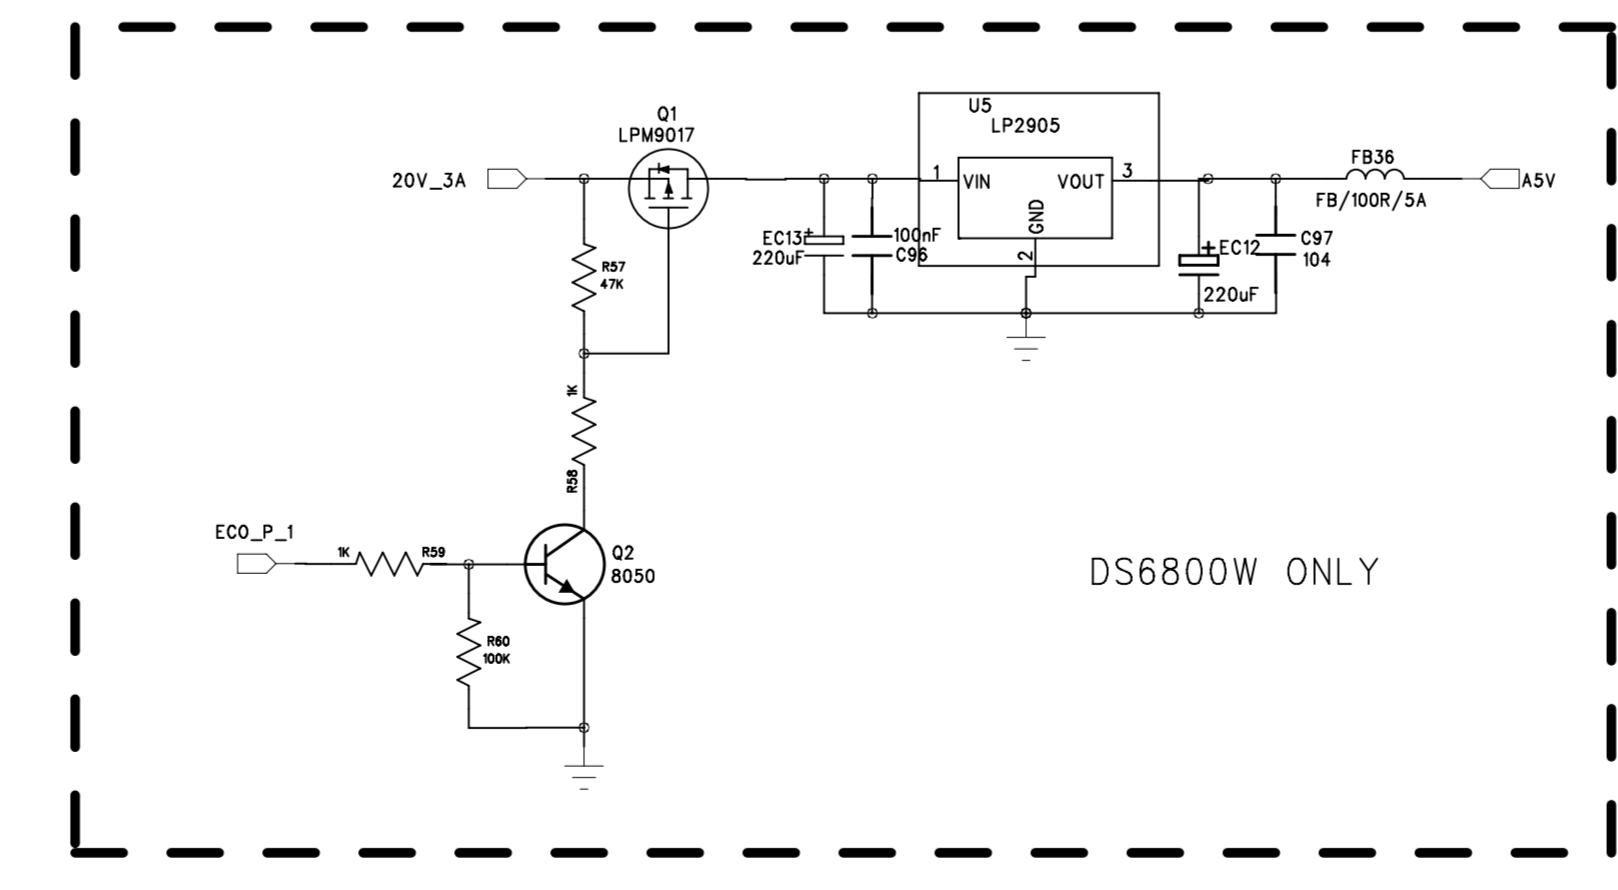 Q1
LPM9017
U5
LP2905
20V_3A
1
VIN
VOUT
3
GND
2
FB36
FB/100R/5A
A5V
EC13+
220uF
100nF
C96
+EC12
220uF
C97
104
R57
47K
1K
R58
ECO_P_1
1K
R59
Q2
8050
R60
100K
DS6800W ONLY